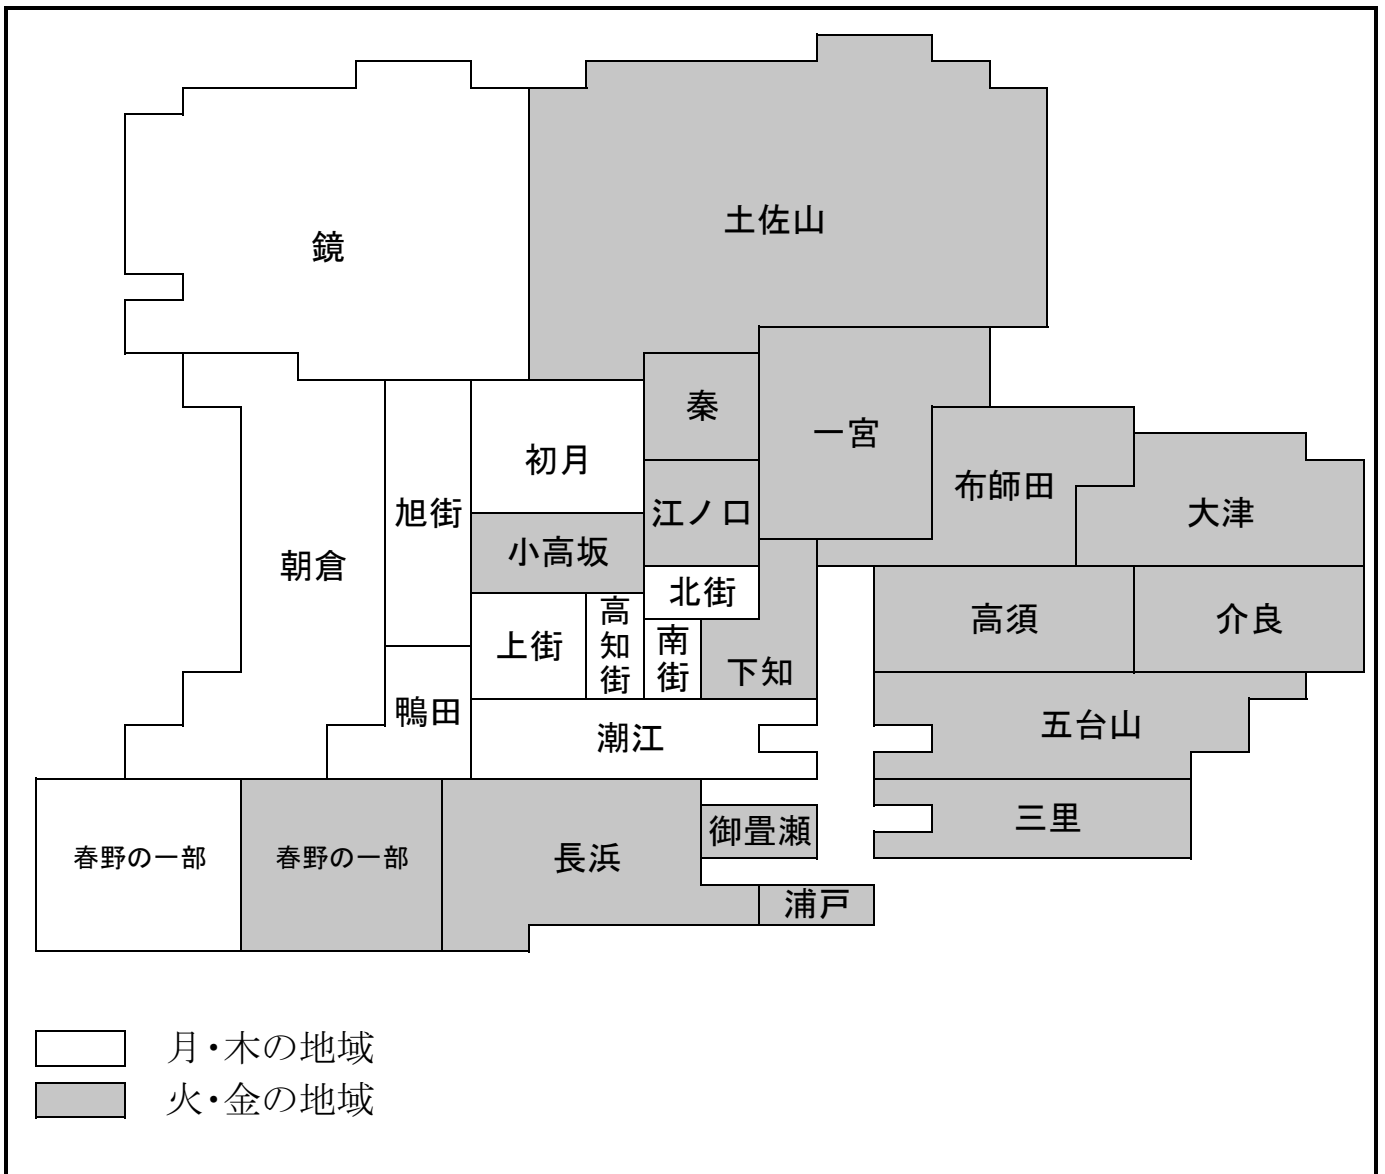 土佐山
鏡
秦
一宮
初月
布師田
旭街
江ノ口
大津
小高坂
朝倉
北街
高知街
上街
南街
高須
介良
下知
鴨田
潮江
五台山
三里
御畳瀬
春野の一部
春野の一部
長浜
浦戸
月・木の地域
火・金の地域